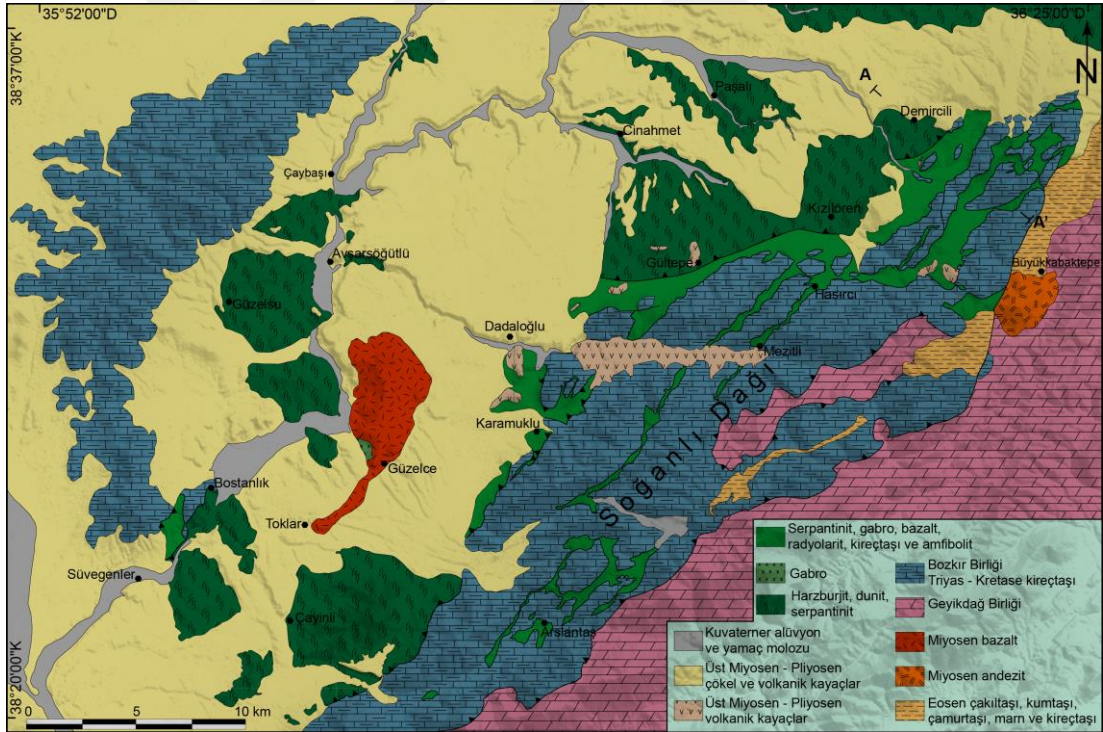 35°52'00"D
36°25'00"D
38°37'00"K
N
A
Paşalı
Demircili
Cinahmet
Çaybaşı
Kızılören
A'
Avşarsöğütlü
Gültepe
Büyükkabaktepe
Güzelsu
Hasırcı
Dadaloğlu
Mezitli
Soğanlı Dağı
Karamuklu
Güzelce
Bostanlık
Toklar
Süvegenler
Çayinli
Arslantaş
38°20'00"K
0 5 10 km
Serpantinit, gabro, bazalt,
radyolarit, kireçtaşı ve amfibolit
Gabro
Harzburjit, dunit,
serpantinit
Kuvaterner alüvyon
ve yamaç molozu
Üst Miyosen - Pliyosen
çökel ve volkanik kayaçlar
Üst Miyosen - Pliyosen
volkanik kayaçlar
Bozkır Birliği
Triyas - Kretase kireçtaşı
Geyikdağ Birliği
Miyosen bazalt
Miyosen andezit
Eosen çakıltaşı, kumtaşı,
çamurtaşı, marn ve kireçtaşı